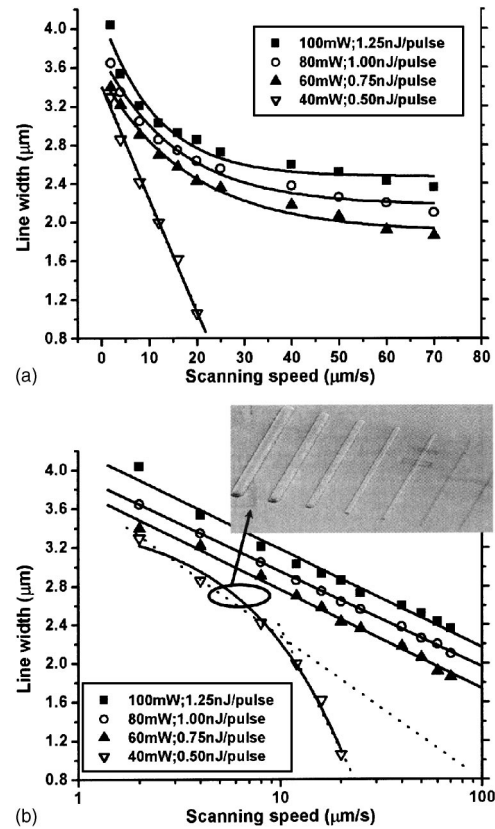 4.0
3.6
3.2
2.8
2.4
2.0
1.6
1.2
0.8
Line width (μm)
100mW;1.25nJ/pulse
80mW;1.00nJ/pulse
60mW;0.75nJ/pulse
40mW;0.50nJ/pulse
0 10 20 30 40 50 60 70 80
Scanning speed (μm/s)
(a)
4.0
3.6
3.2
2.8
2.4
2.0
1.6
1.2
0.8
Line width (μm)
100mW;1.25nJ/pulse
80mW;1.00nJ/pulse
60mW;0.75nJ/pulse
40mW;0.50nJ/pulse
1 10 100
Scanning speed (μm/s)
(b)